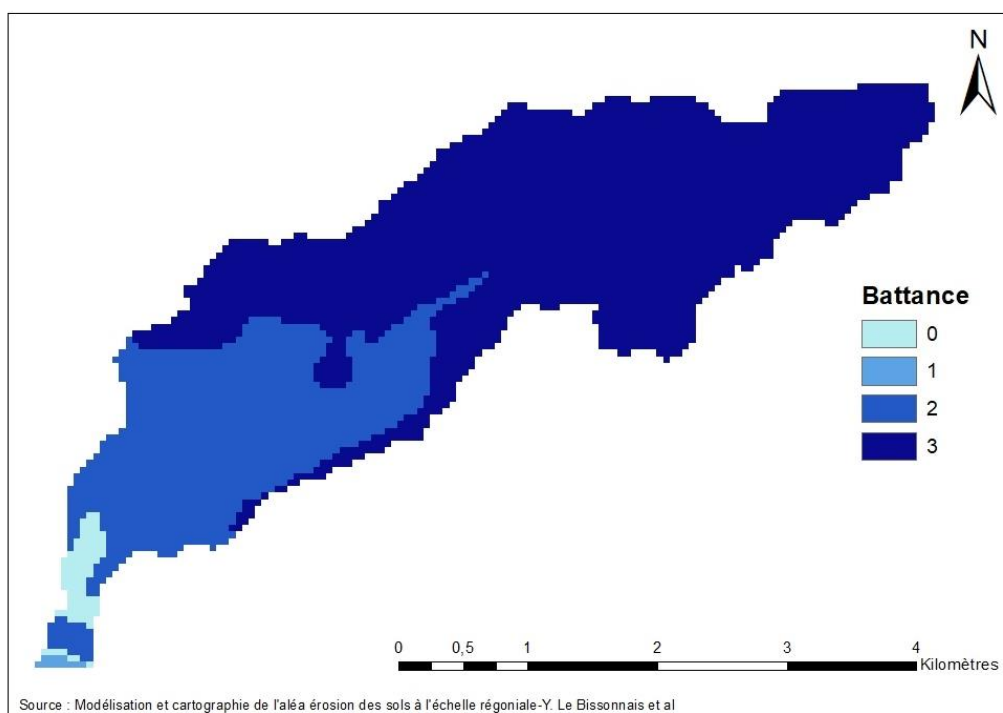 N
Battance
0
1
2
3
0 0,5 1 2 3 4
Kilomètres
Source : Modélisation et cartographie de l'aléa érosion des sols à l'échelle régoniale-Y. Le Bissonnais et al